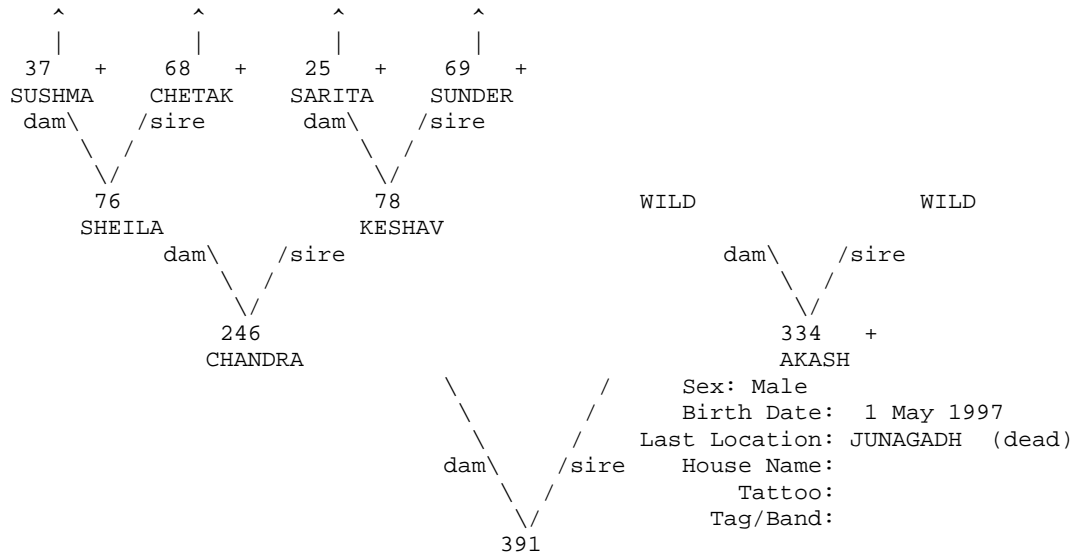 ^ ^ ^ ^
| | | |
37 + 68 + 25 + 69 +
SUSHMA CHETAK SARITA SUNDER
dam\ /sire dam\ /sire
\ / \ /
\/ \/
76 78 WILD WILD
SHEILA KESHAV
dam\ /sire dam\ /sire
\ / \ /
\/ \/
246 334 +
CHANDRA AKASH
\ / Sex: Male
\ / Birth Date: 1 May 1997
\ / Last Location: JUNAGADH (dead)
dam\ /sire House Name:
\ / Tattoo:
\/ Tag/Band:
391